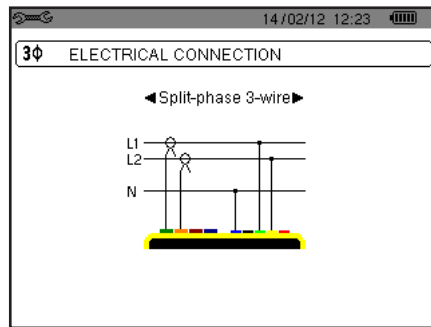 14/02/12 12:23
3Φ ELECTRICAL CONNECTION
◄Split-phase 3-wire►
L1
L2
N